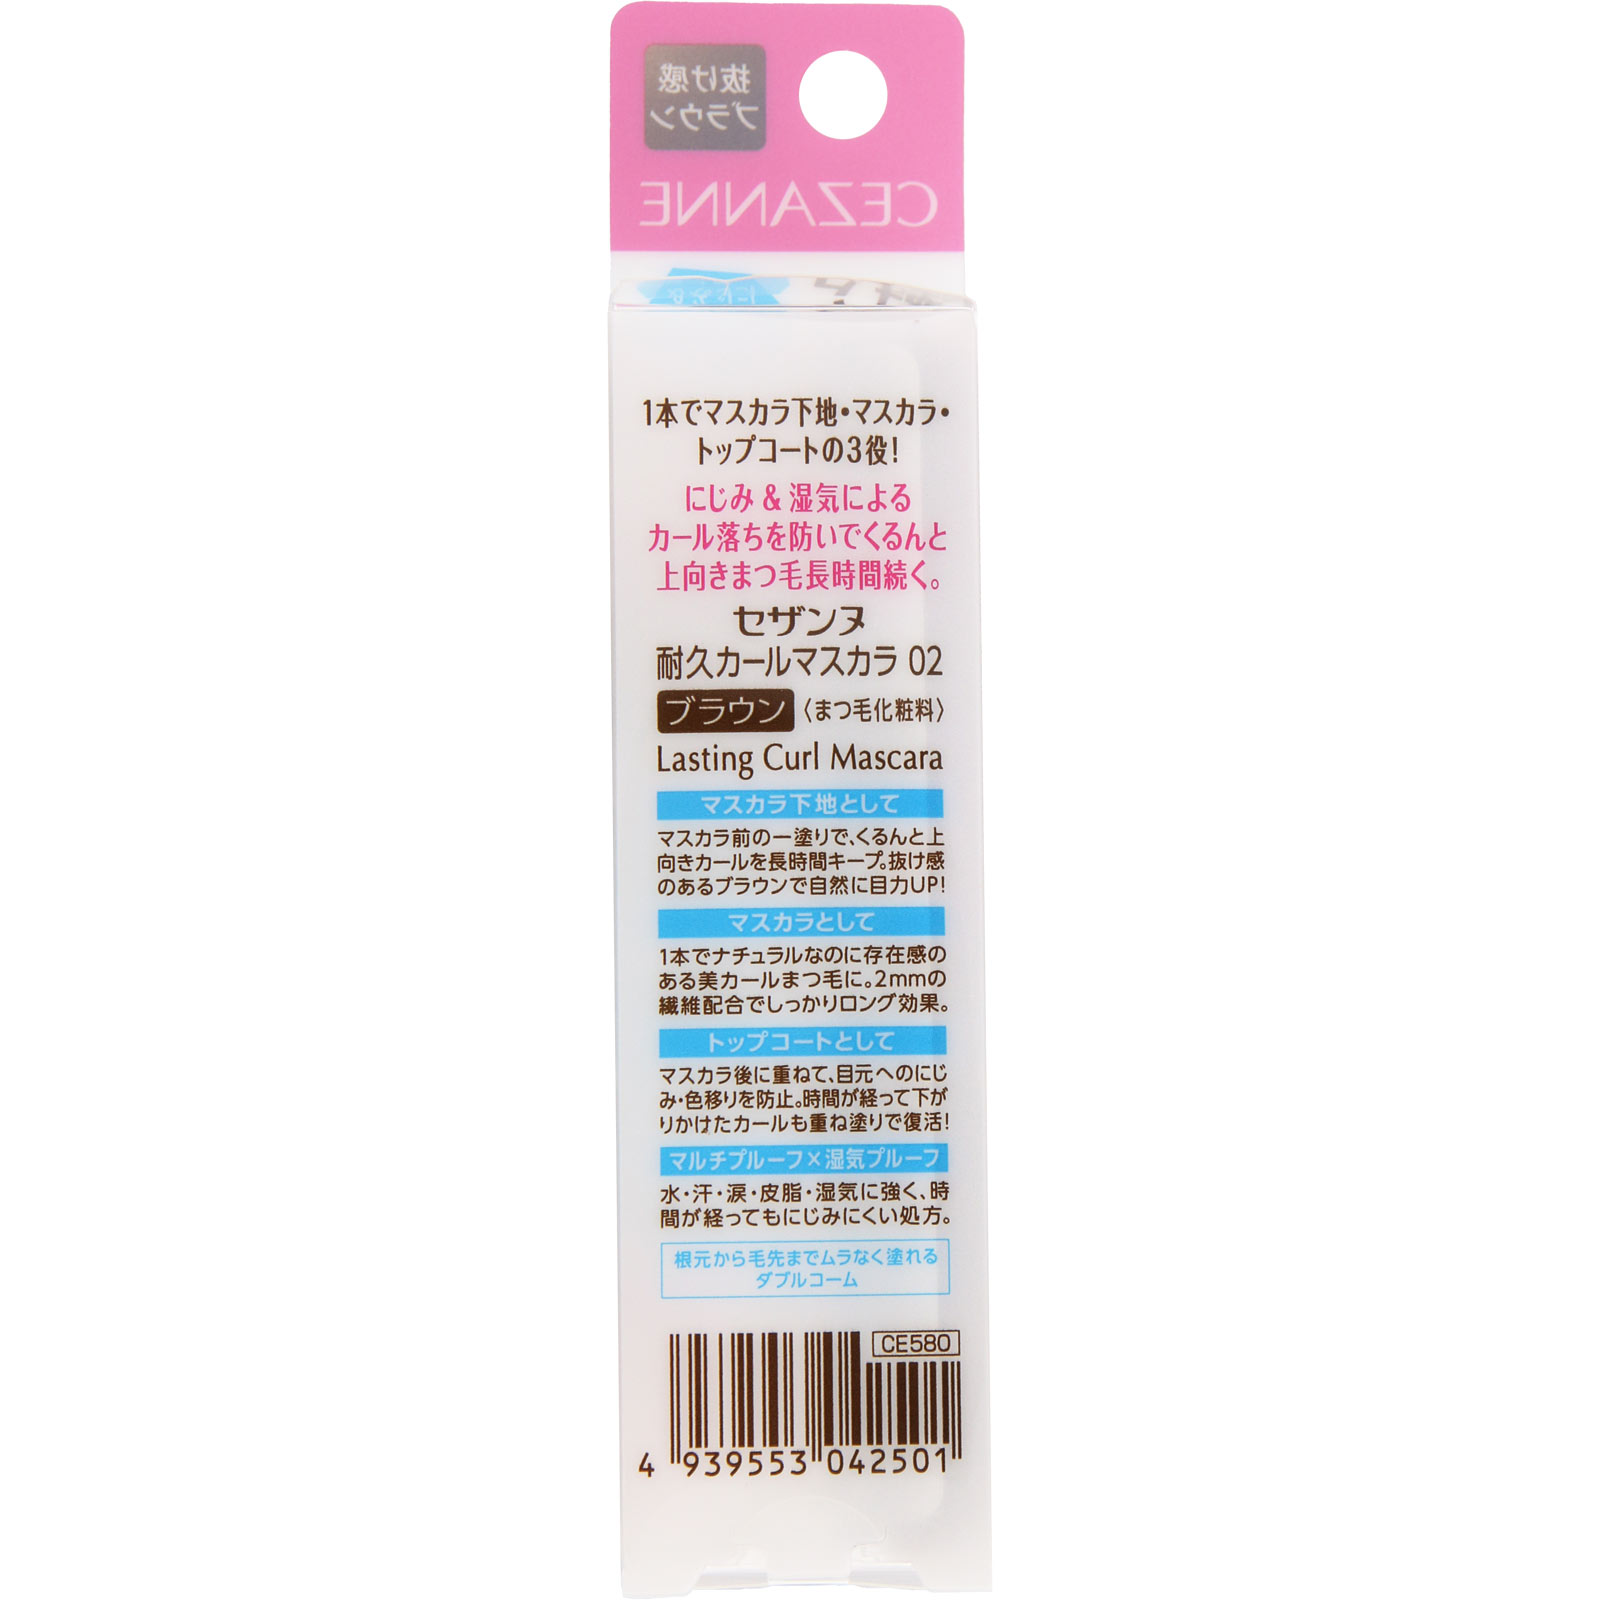 抜け感
ブラウン
CEZANNE
1本でマスカラ下地・マスカラ・
トップコートの3役!
にじみ & 湿気による
カール落ちを防いでくるんと
上向きまつ毛長時間続く。
セザンヌ
耐久カールマスカラ 02
ブラウン〈まつ毛化粧料〉
Lasting Curl Mascara
マスカラ下地として
マスカラ前の一塗りで、くるんと上
向きカールを長時間キープ。抜け感
のあるブラウンで自然に目力UP!
マスカラとして
1本でナチュラルなのに存在感の
ある美カールまつ毛に。2mmの
繊維配合でしっかりロング効果。
トップコートとして
マスカラ後に重ねて、目元へのにじ
み・色移りを防止。時間が経って下が
りかけたカールも重ね塗りで復活!
マルチプルーフ×湿気プルーフ
水・汗・涙・皮脂・湿気に強く、時
間が経ってもにじみにくい処方。
根元から毛先までムラなく塗れる
ダブルコーム
CE580
4 939553 042501